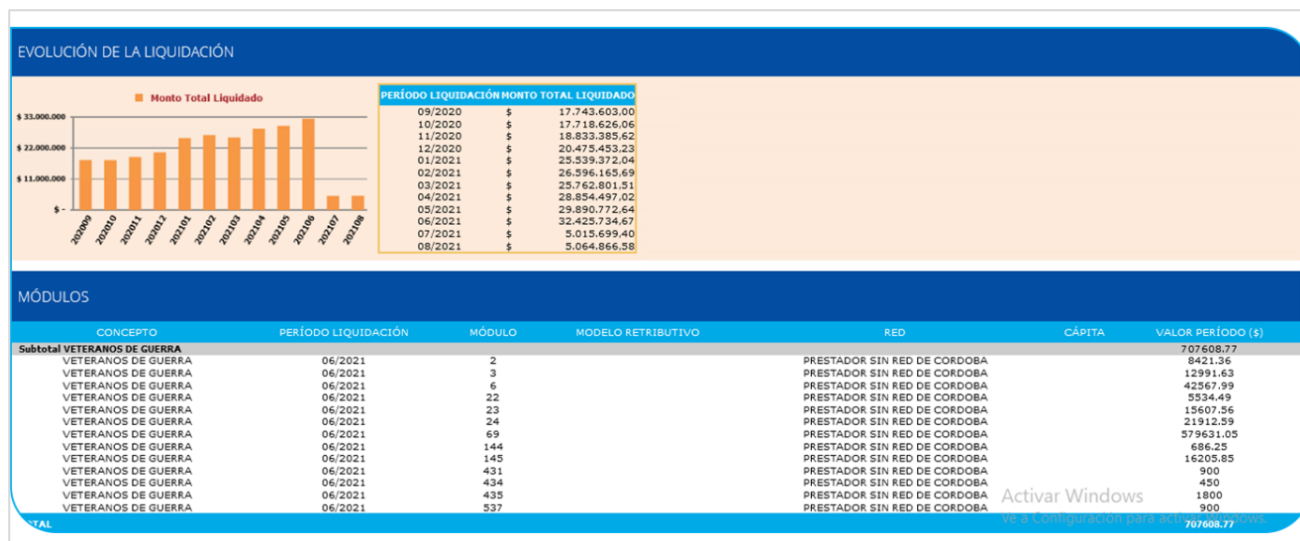 EVOLUCIÓN DE LA LIQUIDACIÓN
Monto Total Liquidado
$ 33.000.000
$ 22.000.000
$ 11.000.000
$ -
202009 202010 202011 202012 202101 202102 202103 202104 202105 202106 202107 202108
PERÍODO LIQUIDACIÓN MONTO TOTAL LIQUIDADO
09/2020 $ 17.743.603,00
10/2020 $ 17.718.626,06
11/2020 $ 18.833.385,62
12/2020 $ 20.475.453,23
01/2021 $ 25.539.372,04
02/2021 $ 26.596.165,69
03/2021 $ 25.762.801,51
04/2021 $ 28.854.497,02
05/2021 $ 29.890.772,64
06/2021 $ 32.425.734,67
07/2021 $ 5.015.699,40
08/2021 $ 5.064.866,58
MÓDULOS
CONCEPTO PERÍODO LIQUIDACIÓN MÓDULO MODELO RETRIBUTIVO RED CÁPITA VALOR PERÍODO ($)
Subtotal VETERANOS DE GUERRA 707608.77
VETERANOS DE GUERRA 06/2021 2 PRESTADOR SIN RED DE CORDOBA 8421.36
VETERANOS DE GUERRA 06/2021 3 PRESTADOR SIN RED DE CORDOBA 12991.63
VETERANOS DE GUERRA 06/2021 6 PRESTADOR SIN RED DE CORDOBA 42567.99
VETERANOS DE GUERRA 06/2021 22 PRESTADOR SIN RED DE CORDOBA 5534.49
VETERANOS DE GUERRA 06/2021 23 PRESTADOR SIN RED DE CORDOBA 15607.56
VETERANOS DE GUERRA 06/2021 24 PRESTADOR SIN RED DE CORDOBA 21912.59
VETERANOS DE GUERRA 06/2021 69 PRESTADOR SIN RED DE CORDOBA 579631.05
VETERANOS DE GUERRA 06/2021 144 PRESTADOR SIN RED DE CORDOBA 686.25
VETERANOS DE GUERRA 06/2021 145 PRESTADOR SIN RED DE CORDOBA 16205.85
VETERANOS DE GUERRA 06/2021 431 PRESTADOR SIN RED DE CORDOBA 900
VETERANOS DE GUERRA 06/2021 434 PRESTADOR SIN RED DE CORDOBA 450
VETERANOS DE GUERRA 06/2021 435 PRESTADOR SIN RED DE CORDOBA 1800
VETERANOS DE GUERRA 06/2021 537 PRESTADOR SIN RED DE CORDOBA 900
Activar Windows
Ve a Configuración para activar Windows.
TOTAL 707608.77